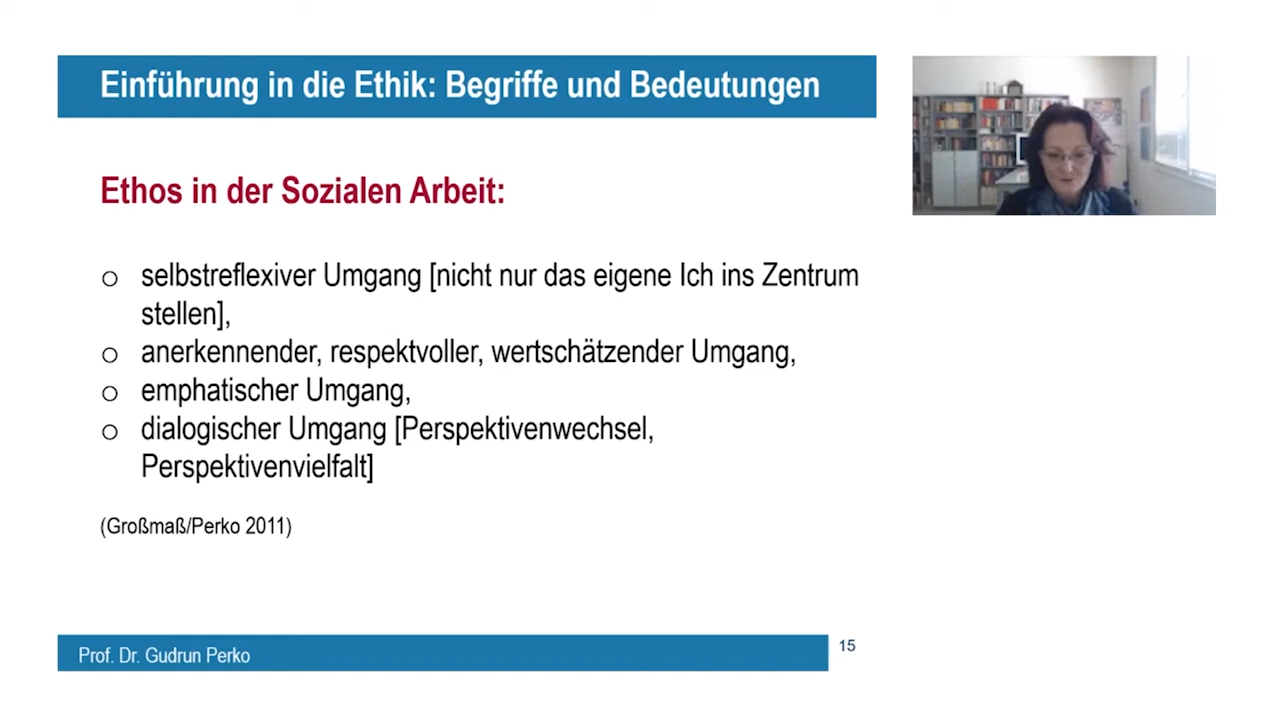 Einführung in die Ethik: Begriffe und Bedeutungen
Ethos in der Sozialen Arbeit:
o selbstreflexiver Umgang [nicht nur das eigene Ich ins Zentrum
stellen],
o anerkennender, respektvoller, wertschätzender Umgang,
o emphatischer Umgang,
o dialogischer Umgang [Perspektivenwechsel,
Perspektivenvielfalt]
(Großmaß/Perko 2011)
Prof. Dr. Gudrun Perko
15